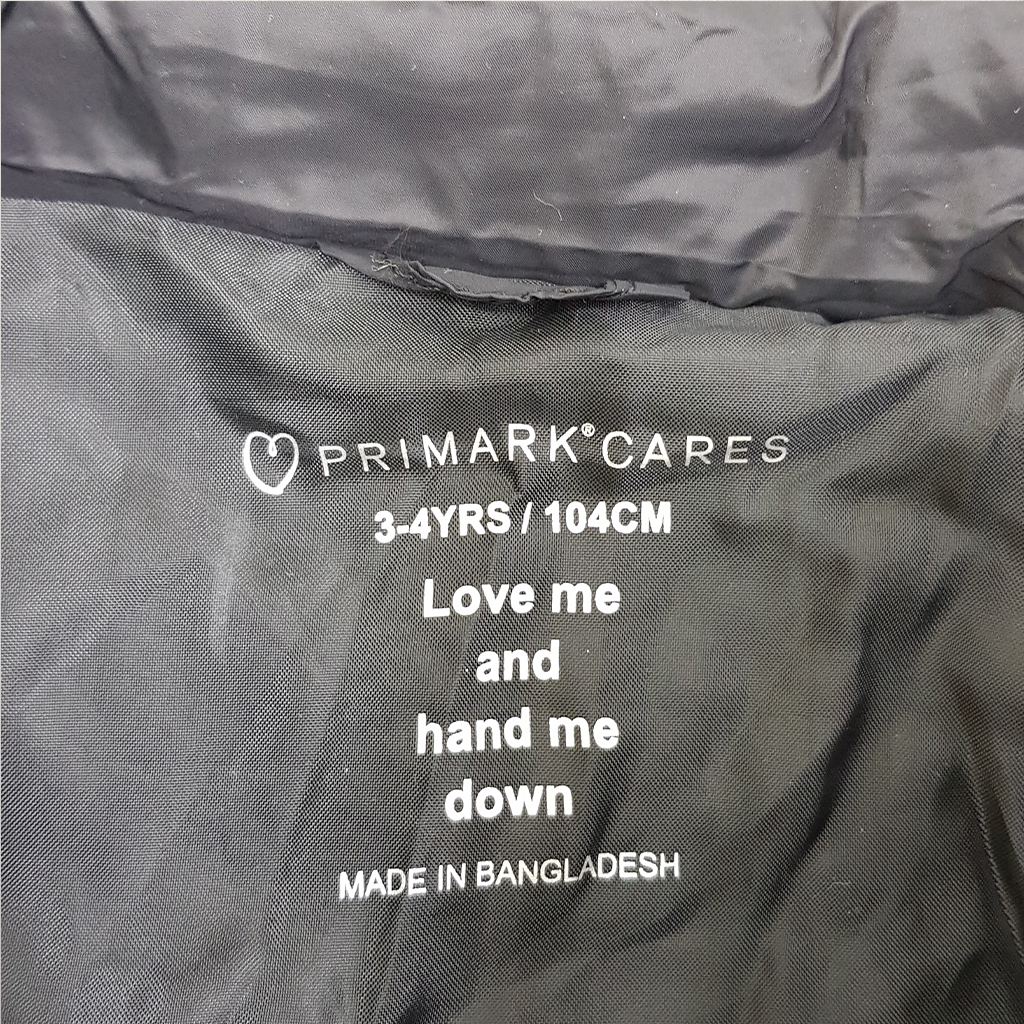 PRIMARK® CARES
3-4YRS / 104CM
Love me
and
hand me
down
MADE IN BANGLADESH